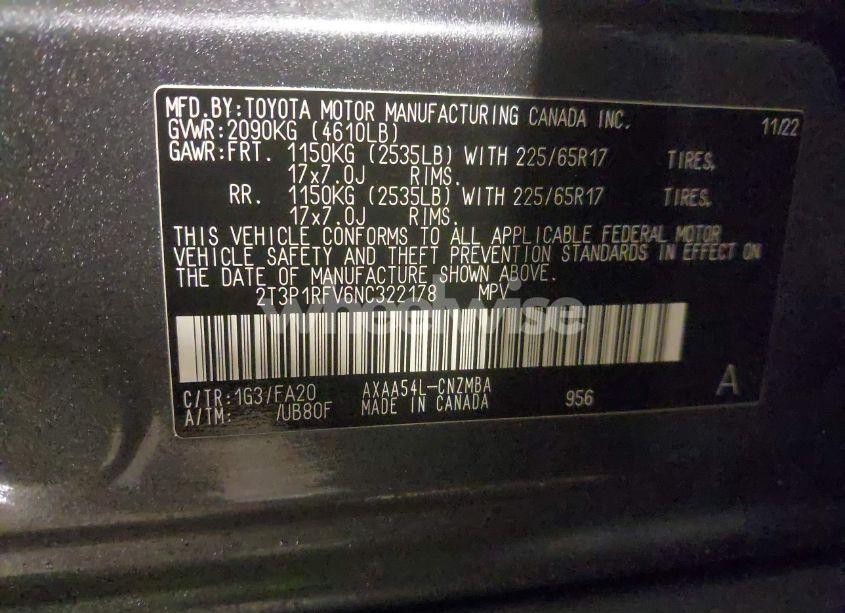 MFD.BY:TOYOTA MOTOR MANUFACTURING CANADA INC. 11/22
GVWR:2090KG (4610LB)
GAWR:FRT. 1150KG (2535LB) WITH 225/65R17 TIRES,
17x7.0J RIMS.
RR. 1150KG (2535LB) WITH 225/65R17 TIRES,
17x7.0J RIMS.
THIS VEHICLE CONFORMS TO ALL APPLICABLE FEDERAL MOTOR
VEHICLE SAFETY AND THEFT PREVENTION STANDARDS IN EFFECT ON
THE DATE OF MANUFACTURE SHOWN ABOVE.
2T3P1RFV6NC322178 MPV
wheelwise
C/TR:1G3/FA20 AXAA54L-CNZMBA
A/TM: /UB80F MADE IN CANADA 956 A